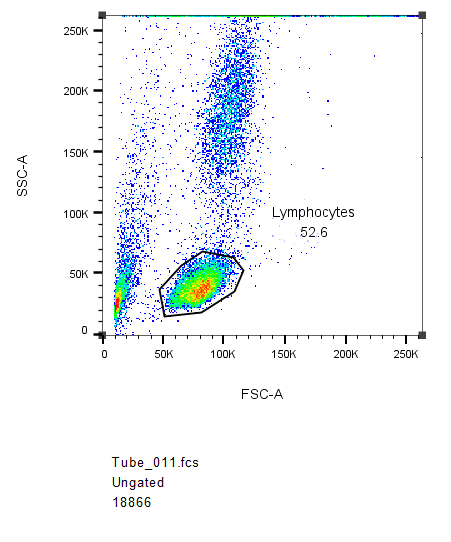 250K
200K
150K
100K
50K
0
SSC-A
Lymphocytes
52.6
0 50K 100K 150K 200K 250K
FSC-A
Tube_011.fcs
Ungated
18866